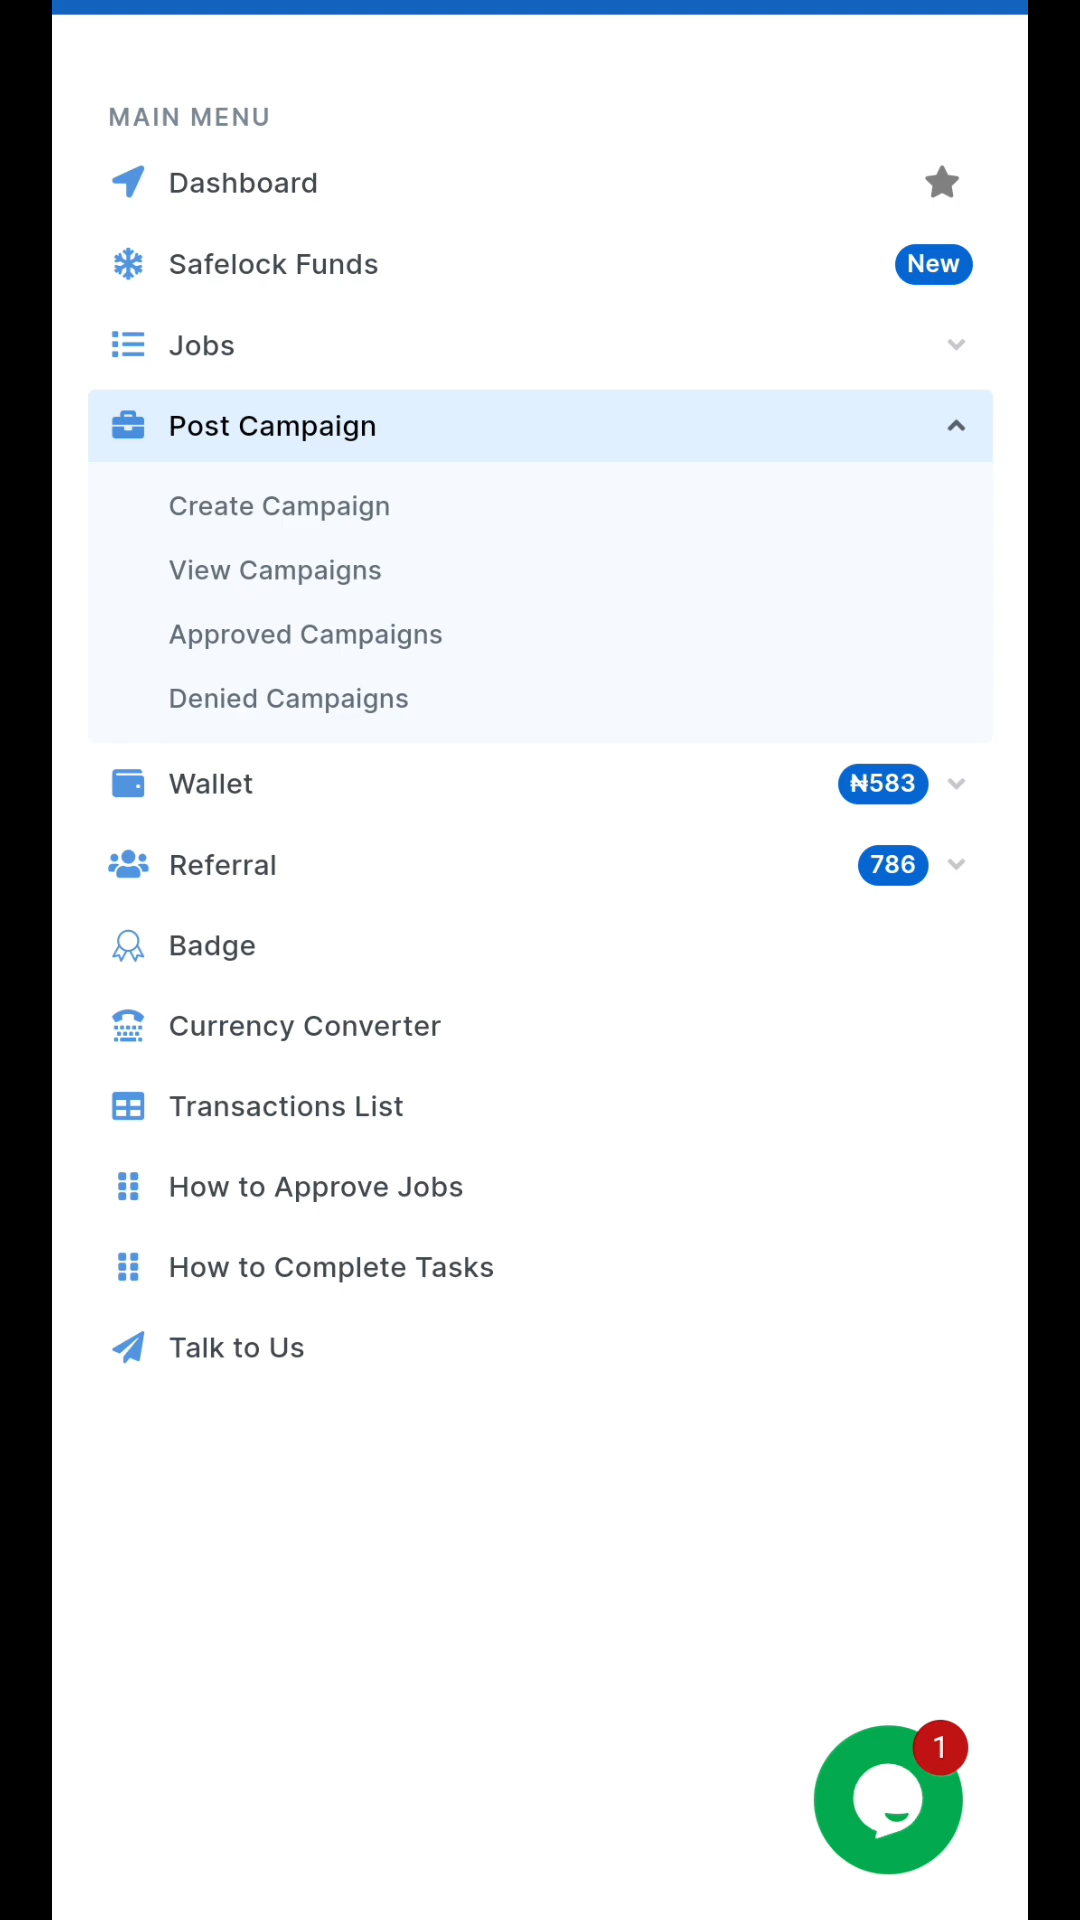 MAIN MENU
Dashboard
Safelock Funds New
Jobs
Post Campaign
Create Campaign
View Campaigns
Approved Campaigns
Denied Campaigns
Wallet ₦583
Referral 786
Badge
Currency Converter
Transactions List
How to Approve Jobs
How to Complete Tasks
Talk to Us
1